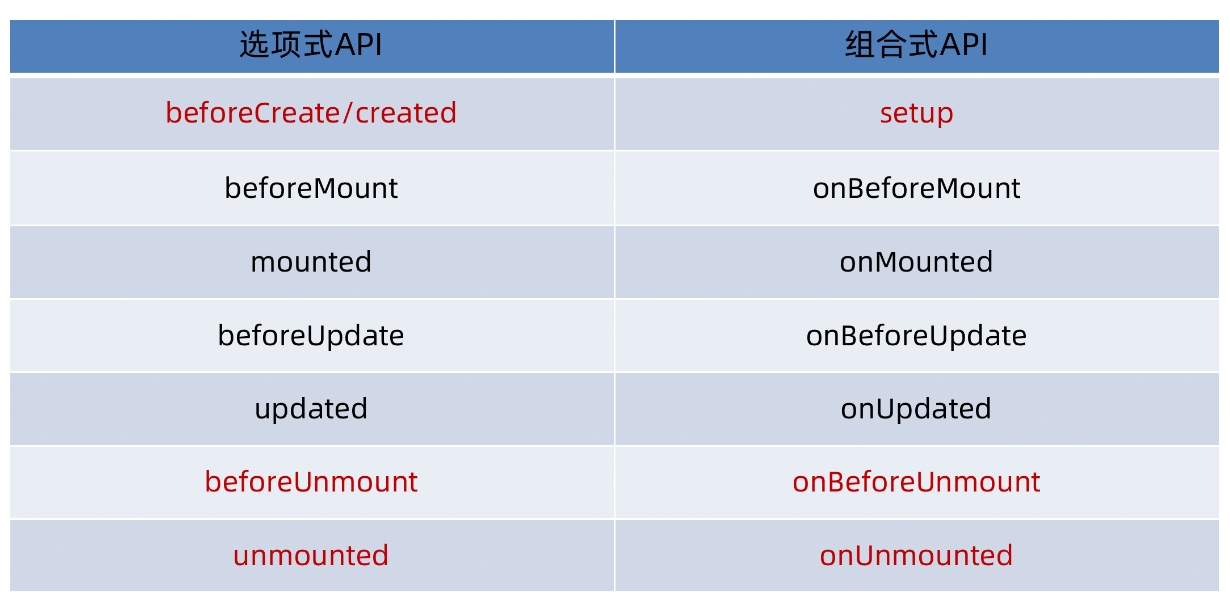 选项式API 组合式API
beforeCreate/created setup
beforeMount onBeforeMount
mounted onMounted
beforeUpdate onBeforeUpdate
updated onUpdated
beforeUnmount onBeforeUnmount
unmounted onUnmounted